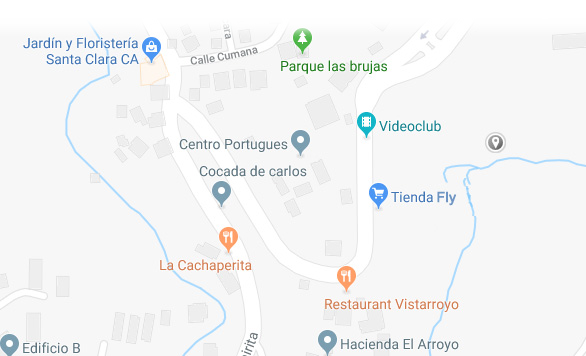 Jardín y Floristería
Santa Clara CA
Calle Cumana
Parque las brujas
Videoclub
Centro Portugues
Cocada de carlos
Tienda Fly
La Cachaperita
Restaurant Vistarroyo
Hacienda El Arroyo
Edificio B